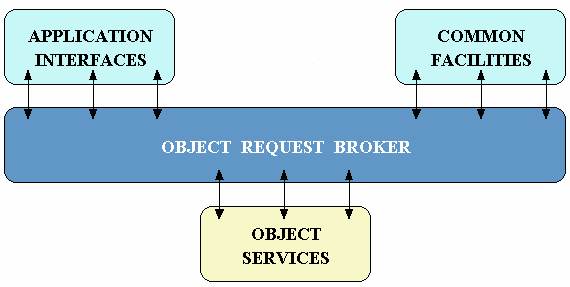 APPLICATION
INTERFACES
COMMON
FACILITIES
OBJECT REQUEST BROKER
OBJECT
SERVICES